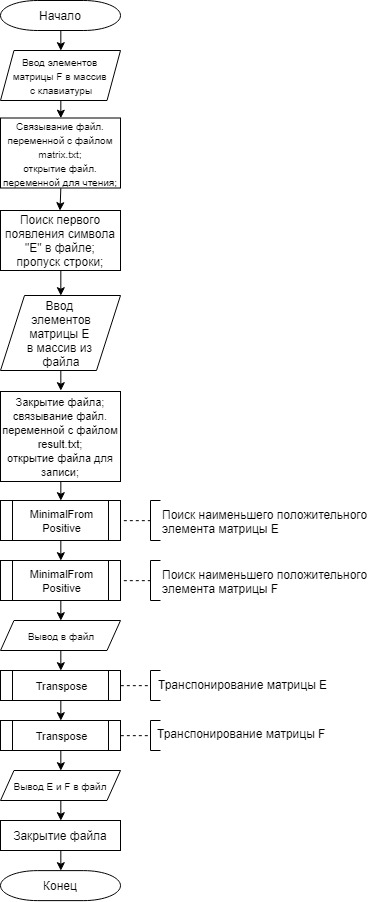 Начало
Ввод элементов
матрицы F в массив
с клавиатуры
Связывание файл.
переменной с файлом
matrix.txt;
открытие файл.
переменной для чтения;
Поиск первого
появления символа
"E" в файле;
пропуск строки;
Ввод
элементов
матрицы E
в массив из
файла
Закрытие файла;
связывание файл.
переменной с файлом
result.txt;
открытие файла для
записи;
MinimalFrom
Positive
Поиск наименьшего положительного
элемента матрицы E
MinimalFrom
Positive
Поиск наименьшего положительного
элемента матрицы F
Вывод в файл
Transpose
Транспонирование матрицы E
Transpose
Транспонирование матрицы F
Вывод E и F в файл
Закрытие файла
Конец